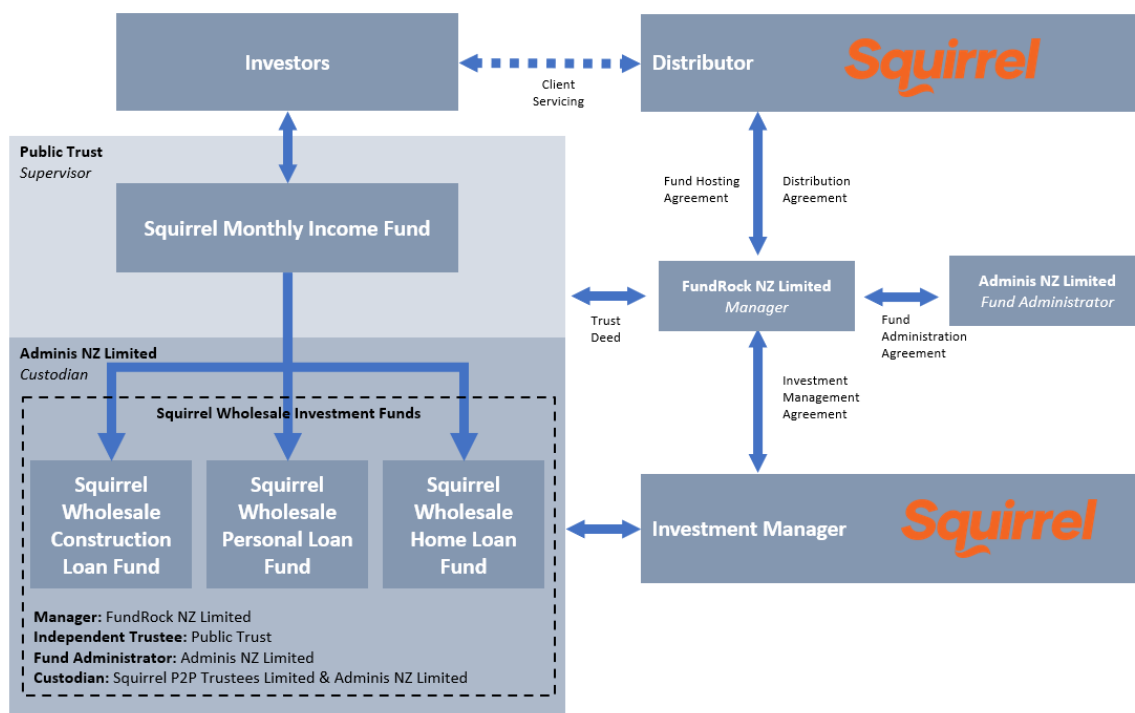 Investors
Client
Servicing
Distributor
Squirrel
Public Trust
Supervisor
Squirrel Monthly Income Fund
Fund Hosting
Agreement
Distribution
Agreement
FundRock NZ Limited
Manager
Adminis NZ Limited
Fund Administrator
Trust
Deed
Fund
Administration
Agreement
Adminis NZ Limited
Custodian
Investment
Management
Agreement
Squirrel Wholesale Investment Funds
Squirrel
Wholesale
Construction
Loan Fund
Squirrel
Wholesale
Personal Loan
Fund
Squirrel
Wholesale
Home Loan
Fund
Investment Manager
Squirrel
Manager: FundRock NZ Limited
Independent Trustee: Public Trust
Fund Administrator: Adminis NZ Limited
Custodian: Squirrel P2P Trustees Limited & Adminis NZ Limited